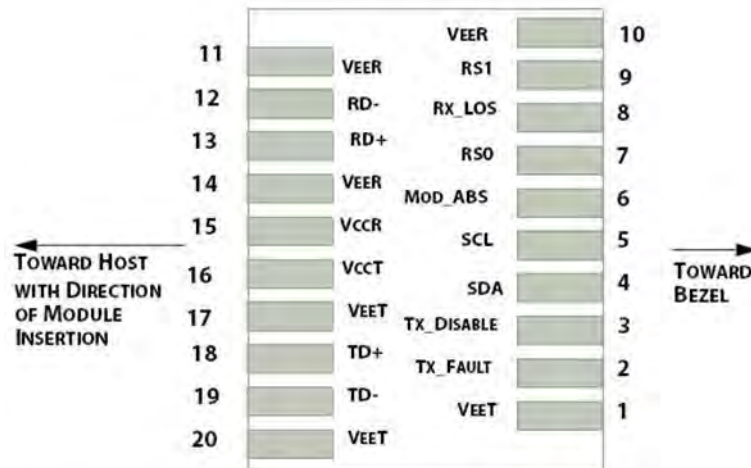 11 VEER
12 RD-
13 RD+
14 VEER
15 VCCR
16 VCCT
17 VEET
18 TD+
19 TD-
20 VEET
VEER 10
RS1 9
RX_LOS 8
RS0 7
MOD_ABS 6
SCL 5
SDA 4
TX_DISABLE 3
TX_FAULT 2
VEET 1
TOWARD HOST
WITH DIRECTION
OF MODULE
INSERTION
TOWARD
BEZEL